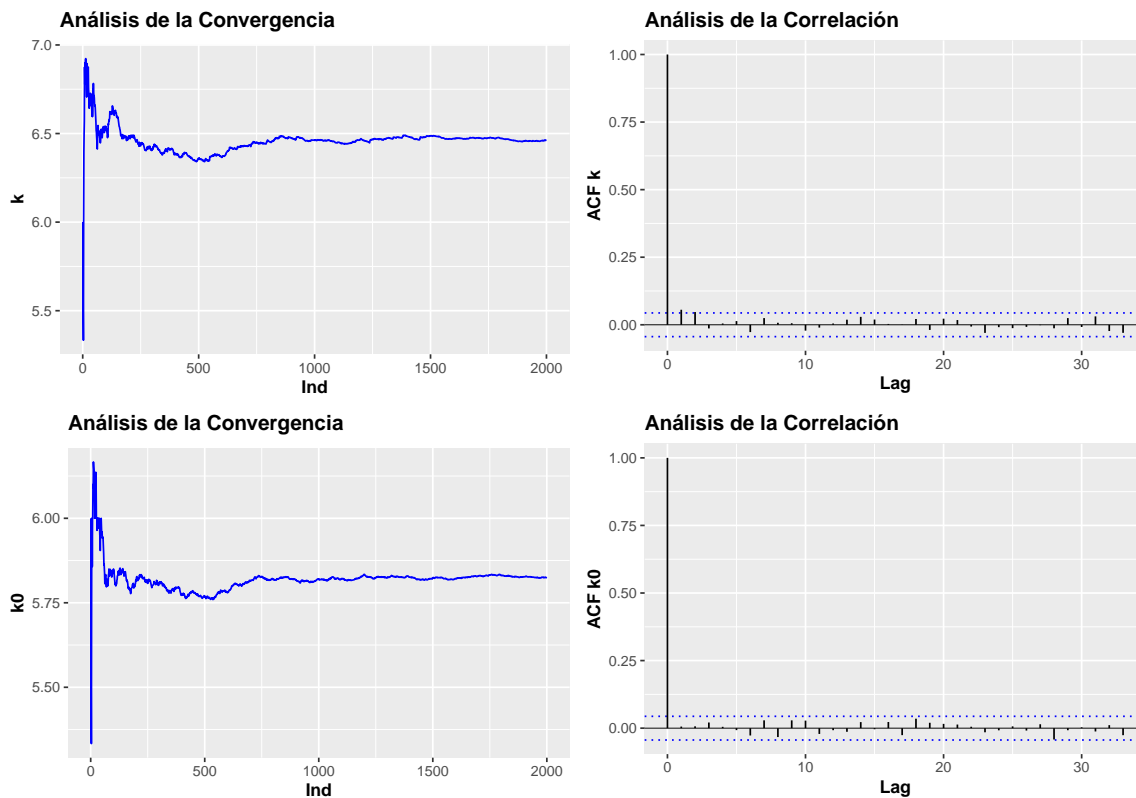 Análisis de la Convergencia
7.0
6.5
6.0
5.5
k
0
500
1000
1500
2000
Ind
Análisis de la Correlación
1.00
0.75
0.50
0.25
0.00
ACF k
0
10
20
30
Lag
Análisis de la Convergencia
6.00
5.75
5.50
k0
0
500
1000
1500
2000
Ind
Análisis de la Correlación
1.00
0.75
0.50
0.25
0.00
ACF k0
0
10
20
30
Lag